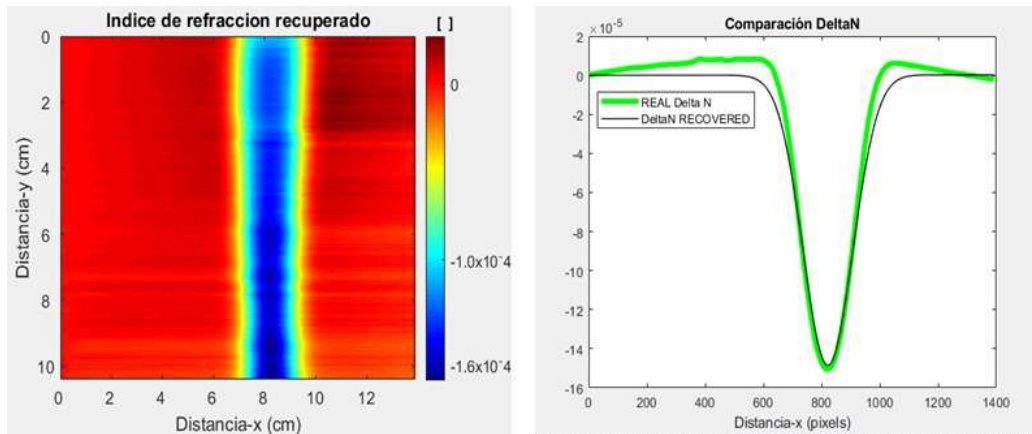 Indice de refraccion recuperado
[ ]
0
2
4
6
8
10
Distancia-y (cm)
0 2 4 6 8 10 12
Distancia-x (cm)
0
-1.0x10^-4
-1.6x10^-4
Comparación DeltaN
2 ×10^-5
0
-2
-4
-6
-8
-10
-12
-14
-16
REAL Delta N
DeltaN RECOVERED
0 200 400 600 800 1000 1200 1400
Distancia-x (pixels)